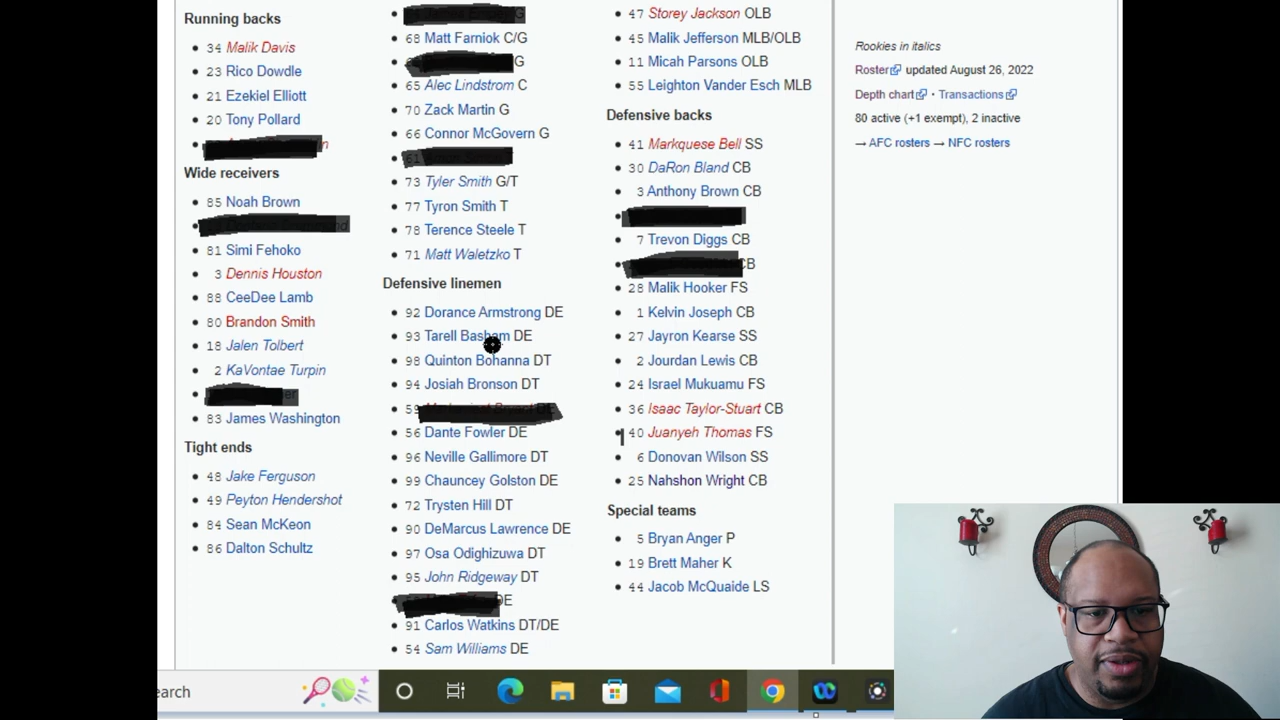 Running backs
34 Malik Davis
23 Rico Dowdle
21 Ezekiel Elliott
20 Tony Pollard
Wide receivers
85 Noah Brown
81 Simi Fehoko
3 Dennis Houston
88 CeeDee Lamb
80 Brandon Smith
18 Jalen Tolbert
2 KaVontae Turpin
83 James Washington
Tight ends
48 Jake Ferguson
49 Peyton Hendershot
84 Sean McKeon
86 Dalton Schultz
G
68 Matt Farniok C/G
G
65 Alec Lindstrom C
70 Zack Martin G
66 Connor McGovern G
61
73 Tyler Smith G/T
77 Tyron Smith T
78 Terence Steele T
71 Matt Waletzko T
Defensive linemen
92 Dorance Armstrong DE
93 Tarell Basham DE
98 Quinton Bohanna DT
94 Josiah Bronson DT
59 DE
56 Dante Fowler DE
96 Neville Gallimore DT
99 Chauncey Golston DE
72 Trysten Hill DT
90 DeMarcus Lawrence DE
97 Osa Odighizuwa DT
95 John Ridgeway DT
DE
91 Carlos Watkins DT/DE
54 Sam Williams DE
47 Storey Jackson OLB
45 Malik Jefferson MLB/OLB
11 Micah Parsons OLB
55 Leighton Vander Esch MLB
Defensive backs
41 Markquese Bell SS
30 DaRon Bland CB
3 Anthony Brown CB
7 Trevon Diggs CB
CB
28 Malik Hooker FS
1 Kelvin Joseph CB
27 Jayron Kearse SS
2 Jourdan Lewis CB
24 Israel Mukuamu FS
36 Isaac Taylor-Stuart CB
40 Juanyeh Thomas FS
6 Donovan Wilson SS
25 Nahshon Wright CB
Special teams
5 Bryan Anger P
19 Brett Maher K
44 Jacob McQuaide LS
Rookies in italics
Roster updated August 26, 2022
Depth chart • Transactions
80 active (+1 exempt), 2 inactive
→ AFC rosters → NFC rosters
earch